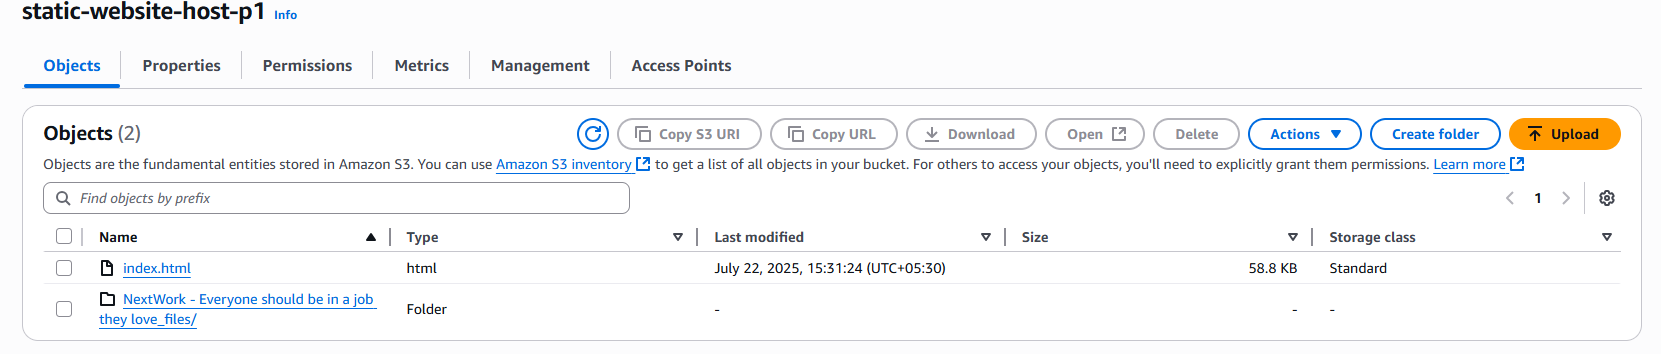 static-website-host-p1 Info
Objects Properties Permissions Metrics Management Access Points
Objects (2) Copy S3 URI Copy URL Download Open Delete Actions Create folder Upload
Objects are the fundamental entities stored in Amazon S3. You can use Amazon S3 inventory to get a list of all objects in your bucket. For others to access your objects, you'll need to explicitly grant them permissions. Learn more
Find objects by prefix 1
Name Type Last modified Size Storage class
index.html html July 22, 2025, 15:31:24 (UTC+05:30) 58.8 KB Standard
NextWork - Everyone should be in a job
they love_files/ Folder - - -